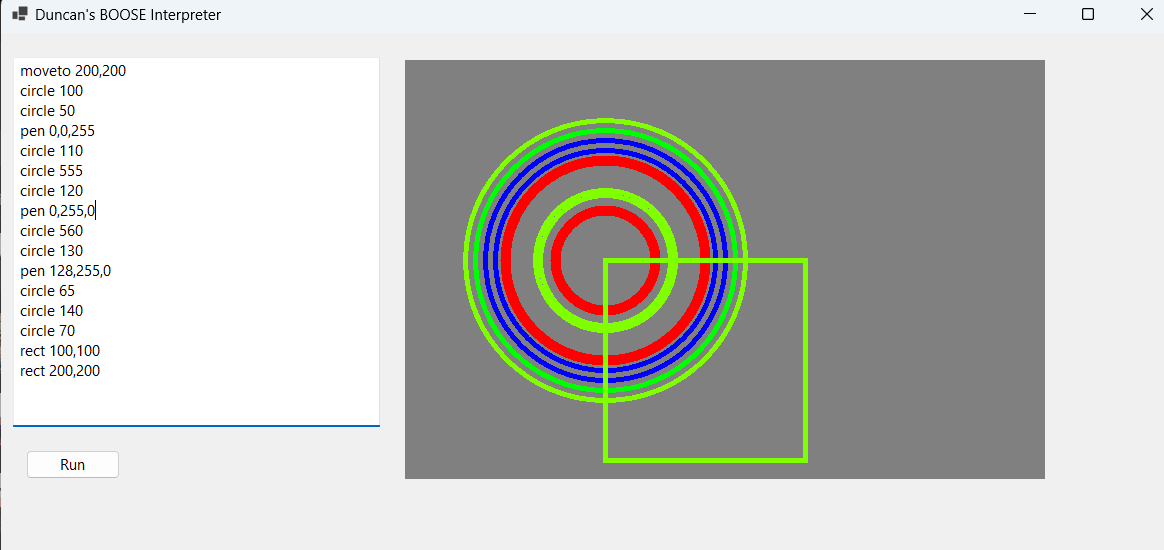 Duncan's BOOSE Interpreter
moveto 200,200
circle 100
circle 50
pen 0,0,255
circle 110
circle 555
circle 120
pen 0,255,0
circle 560
circle 130
pen 128,255,0
circle 65
circle 140
circle 70
rect 100,100
rect 200,200
Run